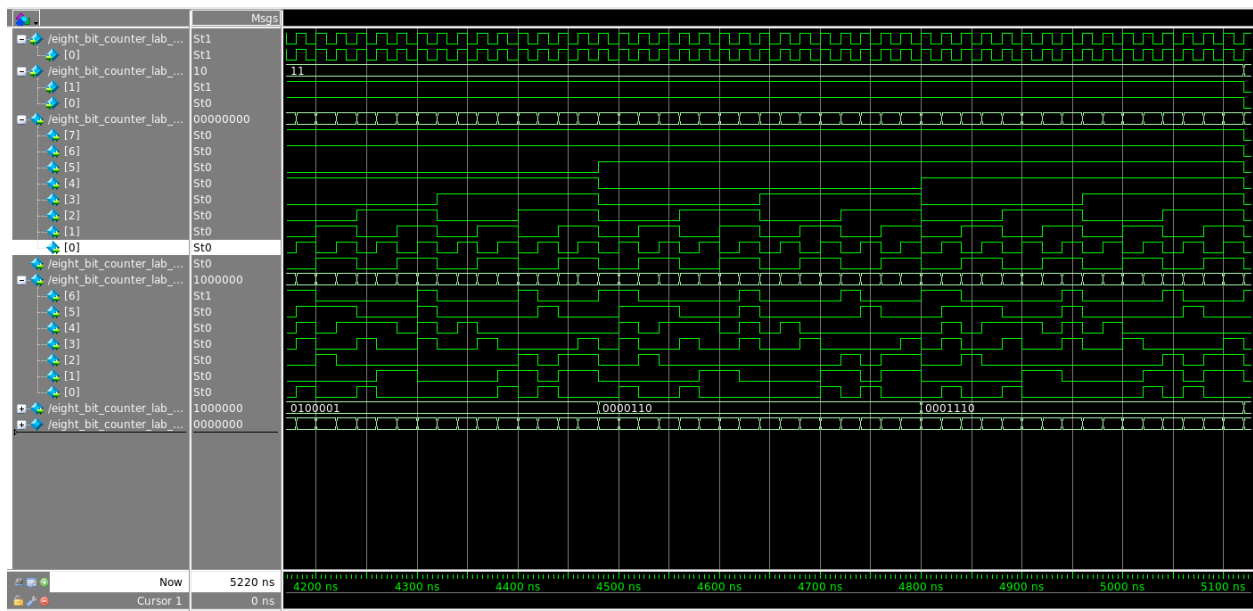 Msgs
/eight_bit_counter_lab_... St1
[0] St1
/eight_bit_counter_lab_... 10 11
[1] St1
[0] St0
/eight_bit_counter_lab_... 00000000
[7] St0
[6] St0
[5] St0
[4] St0
[3] St0
[2] St0
[1] St0
[0] St0
/eight_bit_counter_lab_... St0
/eight_bit_counter_lab_... 1000000
[6] St1
[5] St0
[4] St0
[3] St0
[2] St0
[1] St0
[0] St0
/eight_bit_counter_lab_... 1000000 0100001 0000110 0001110
/eight_bit_counter_lab_... 0000000
Now 5220 ns 4200 ns 4300 ns 4400 ns 4500 ns 4600 ns 4700 ns 4800 ns 4900 ns 5000 ns 5100 ns
Cursor 1 0 ns